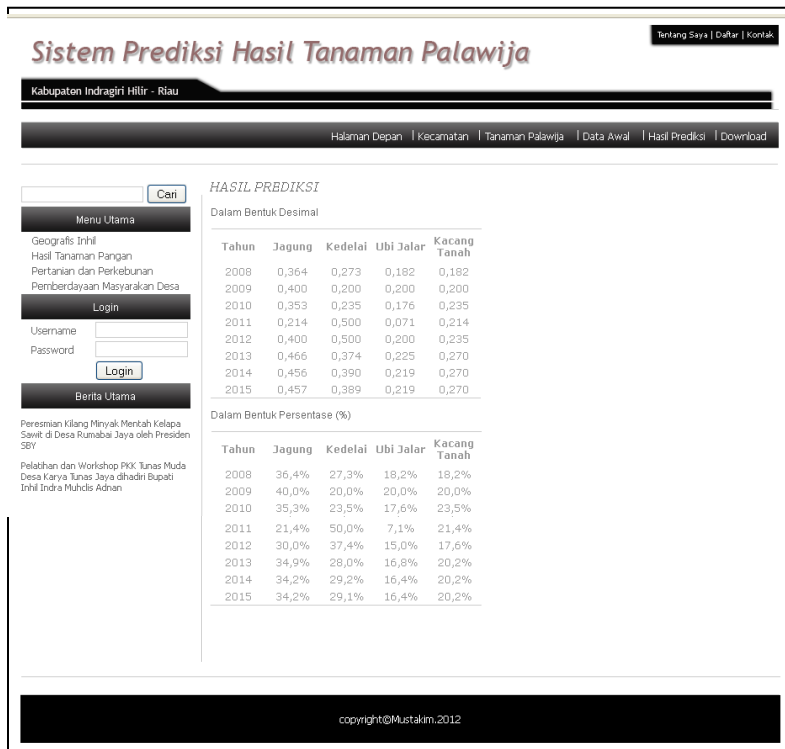 Tentang Saya | Daftar | Kontak
Sistem Prediksi Hasil Tanaman Palawija
Kabupaten Indragiri Hilir - Riau
Halaman Depan | Kecamatan | Tanaman Palawija | Data Awal | Hasil Prediksi | Download
Cari
Menu Utama
Geografis Inhil
Hasil Tanaman Pangan
Pertanian dan Perkebunan
Pemberdayaan Masyarakan Desa
Login
Username
Password
Login
Berita Utama
Peresmian Kilang Minyak Mentah Kelapa
Sawit di Desa Rumabai Jaya oleh Presiden
SBY
Pelatihan dan Workshop PKK Tunas Muda
Desa Karya Tunas Jaya dihadiri Bupati
Inhil Indra Muhclis Adnan
HASIL PREDIKSI
Dalam Bentuk Desimal
Tahun Jagung Kedelai Ubi Jalar Kacang Tanah
2008 0,364 0,273 0,182 0,182
2009 0,400 0,200 0,200 0,200
2010 0,353 0,235 0,176 0,235
2011 0,214 0,500 0,071 0,214
2012 0,400 0,500 0,200 0,235
2013 0,466 0,374 0,225 0,270
2014 0,456 0,390 0,219 0,270
2015 0,457 0,389 0,219 0,270
Dalam Bentuk Persentase (%)
Tahun Jagung Kedelai Ubi Jalar Kacang Tanah
2008 36,4% 27,3% 18,2% 18,2%
2009 40,0% 20,0% 20,0% 20,0%
2010 35,3% 23,5% 17,6% 23,5%
2011 21,4% 50,0% 7,1% 21,4%
2012 30,0% 37,4% 15,0% 17,6%
2013 34,9% 28,0% 16,8% 20,2%
2014 34,2% 29,2% 16,4% 20,2%
2015 34,2% 29,1% 16,4% 20,2%
copyright©Mustakim.2012